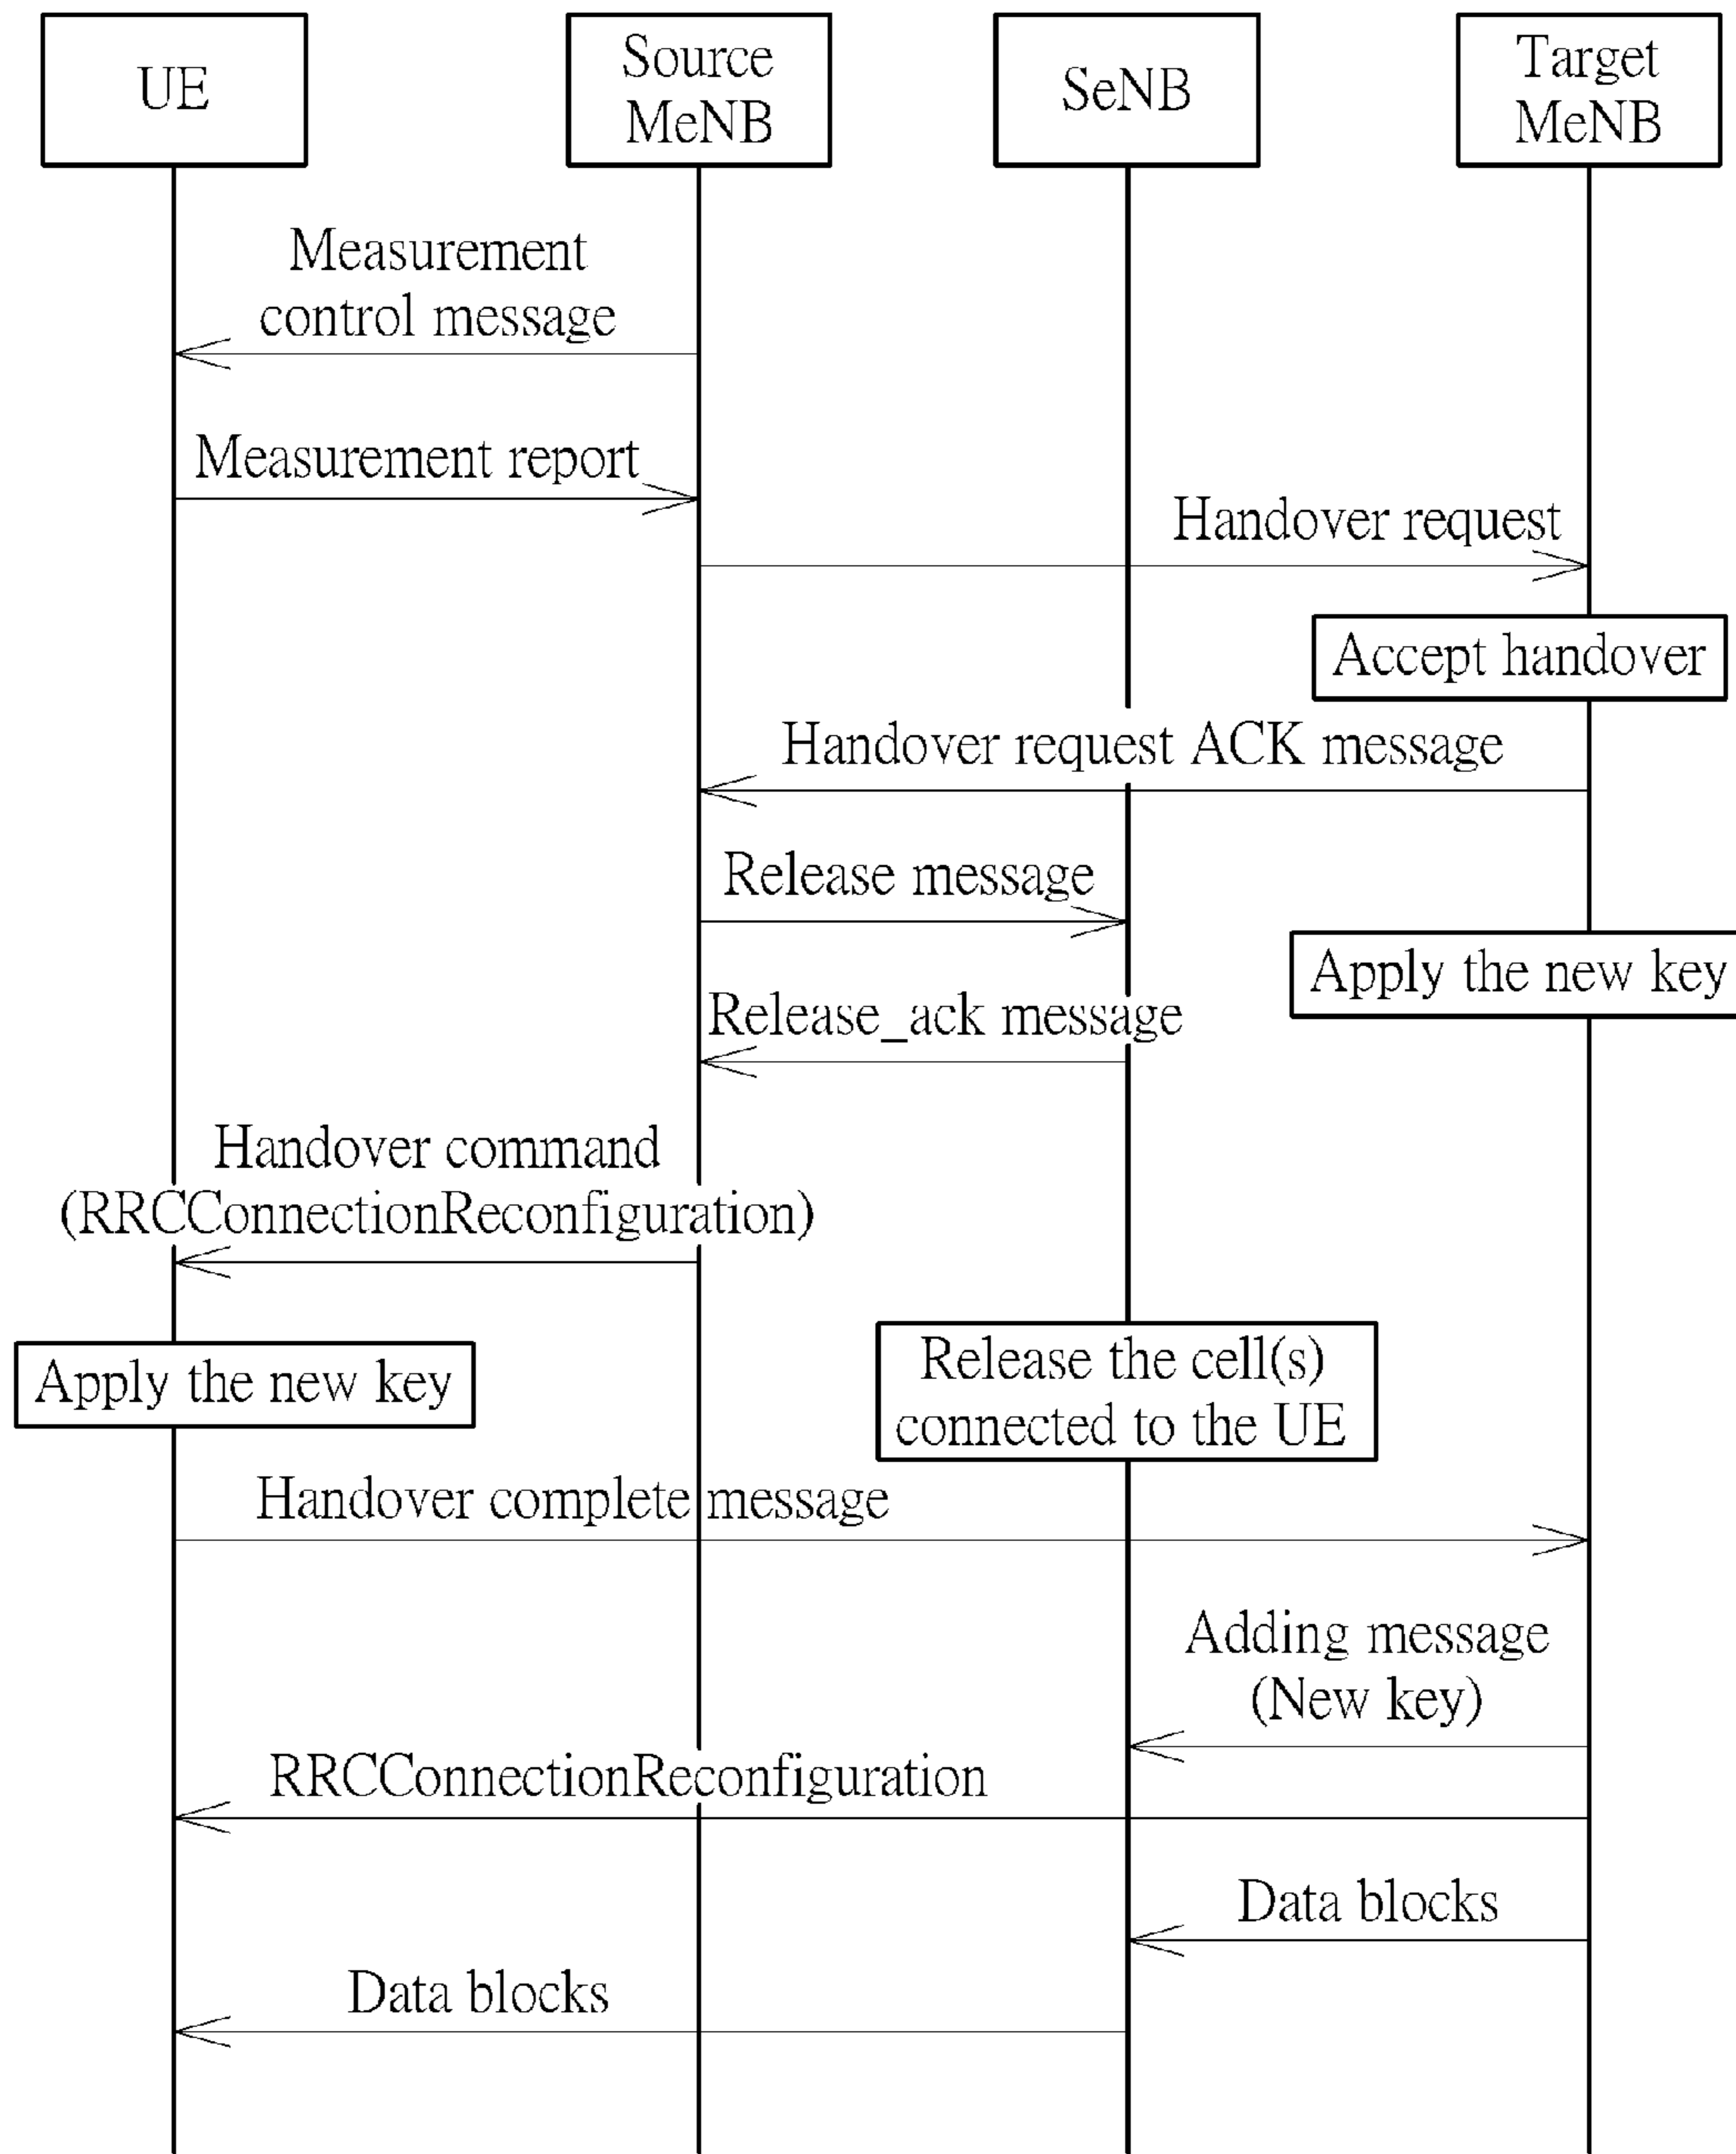 UE
Source
MeNB
SeNB
Target
MeNB
Measurement
control message
Measurement report
Handover request
Accept handover
Handover request ACK message
Release message
Apply the new key
Release_ack message
Handover command
(RRCConnectionReconfiguration)
Release the cell(s)
connected to the UE
Apply the new key
Handover complete message
Adding message
(New key)
RRCConnectionReconfiguration
Data blocks
Data blocks